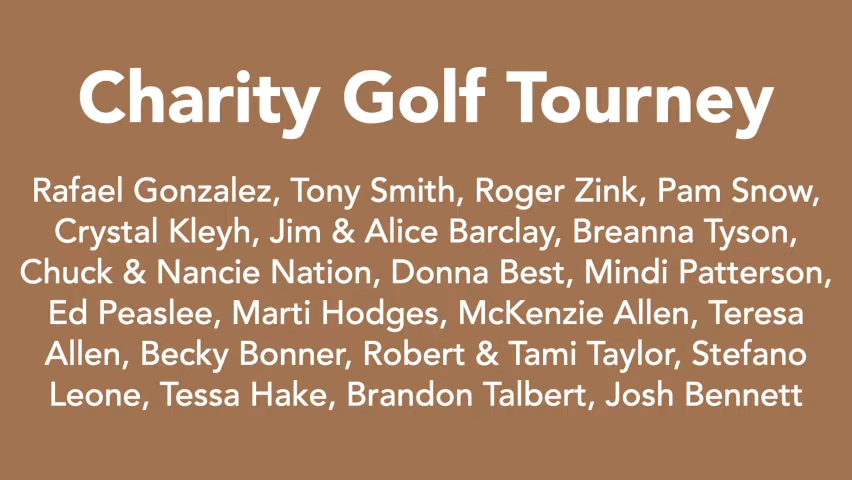 Charity Golf Tourney
Rafael Gonzalez, Tony Smith, Roger Zink, Pam Snow,
Crystal Kleyh, Jim & Alice Barclay, Breanna Tyson,
Chuck & Nancie Nation, Donna Best, Mindi Patterson,
Ed Peaslee, Marti Hodges, McKenzie Allen, Teresa
Allen, Becky Bonner, Robert & Tami Taylor, Stefano
Leone, Tessa Hake, Brandon Talbert, Josh Bennett